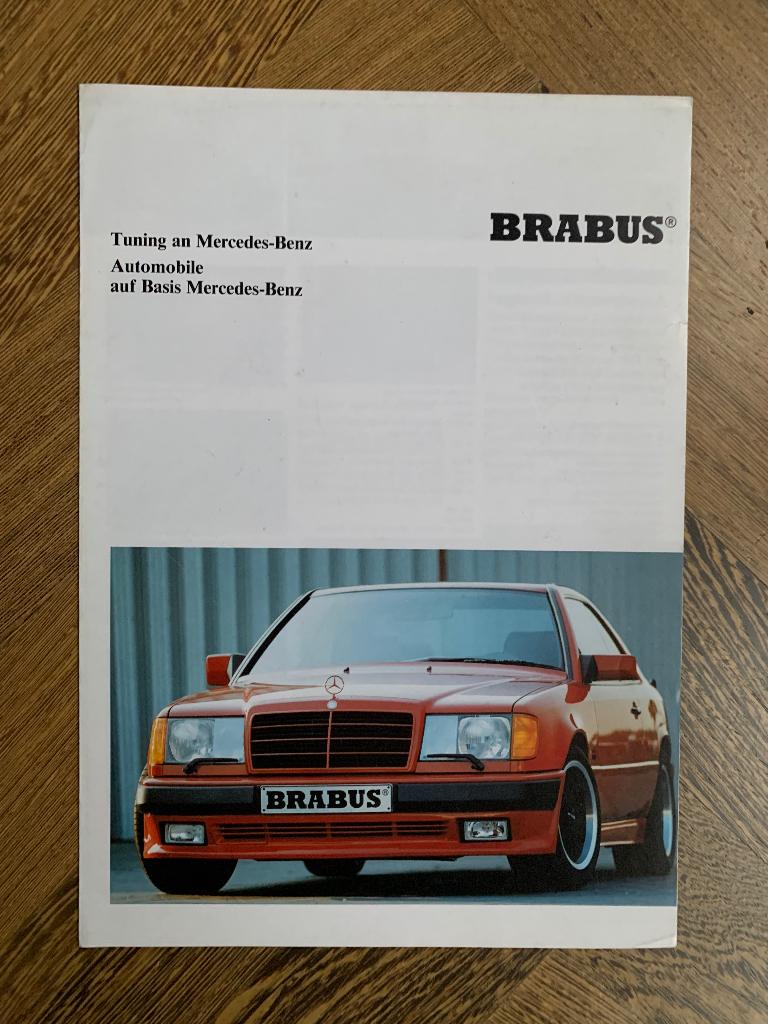 BRABUS®
Tuning an Mercedes-Benz
Automobile
auf Basis Mercedes-Benz
BRABUS®